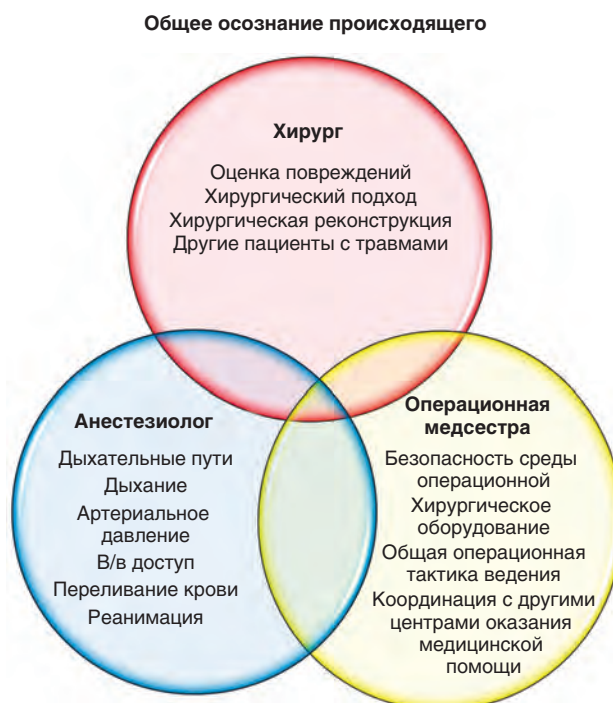 Общее осознание происходящего
Хирург
Оценка повреждений
Хирургический подход
Хирургическая реконструкция
Другие пациенты с травмами
Анестезиолог
Дыхательные пути
Дыхание
Артериальное
давление
В/в доступ
Переливание крови
Реанимация
Операционная
медсестра
Безопасность среды
операционной
Хирургическое
оборудование
Общая операционная
тактика ведения
Координация с другими
центрами оказания
медицинской
помощи